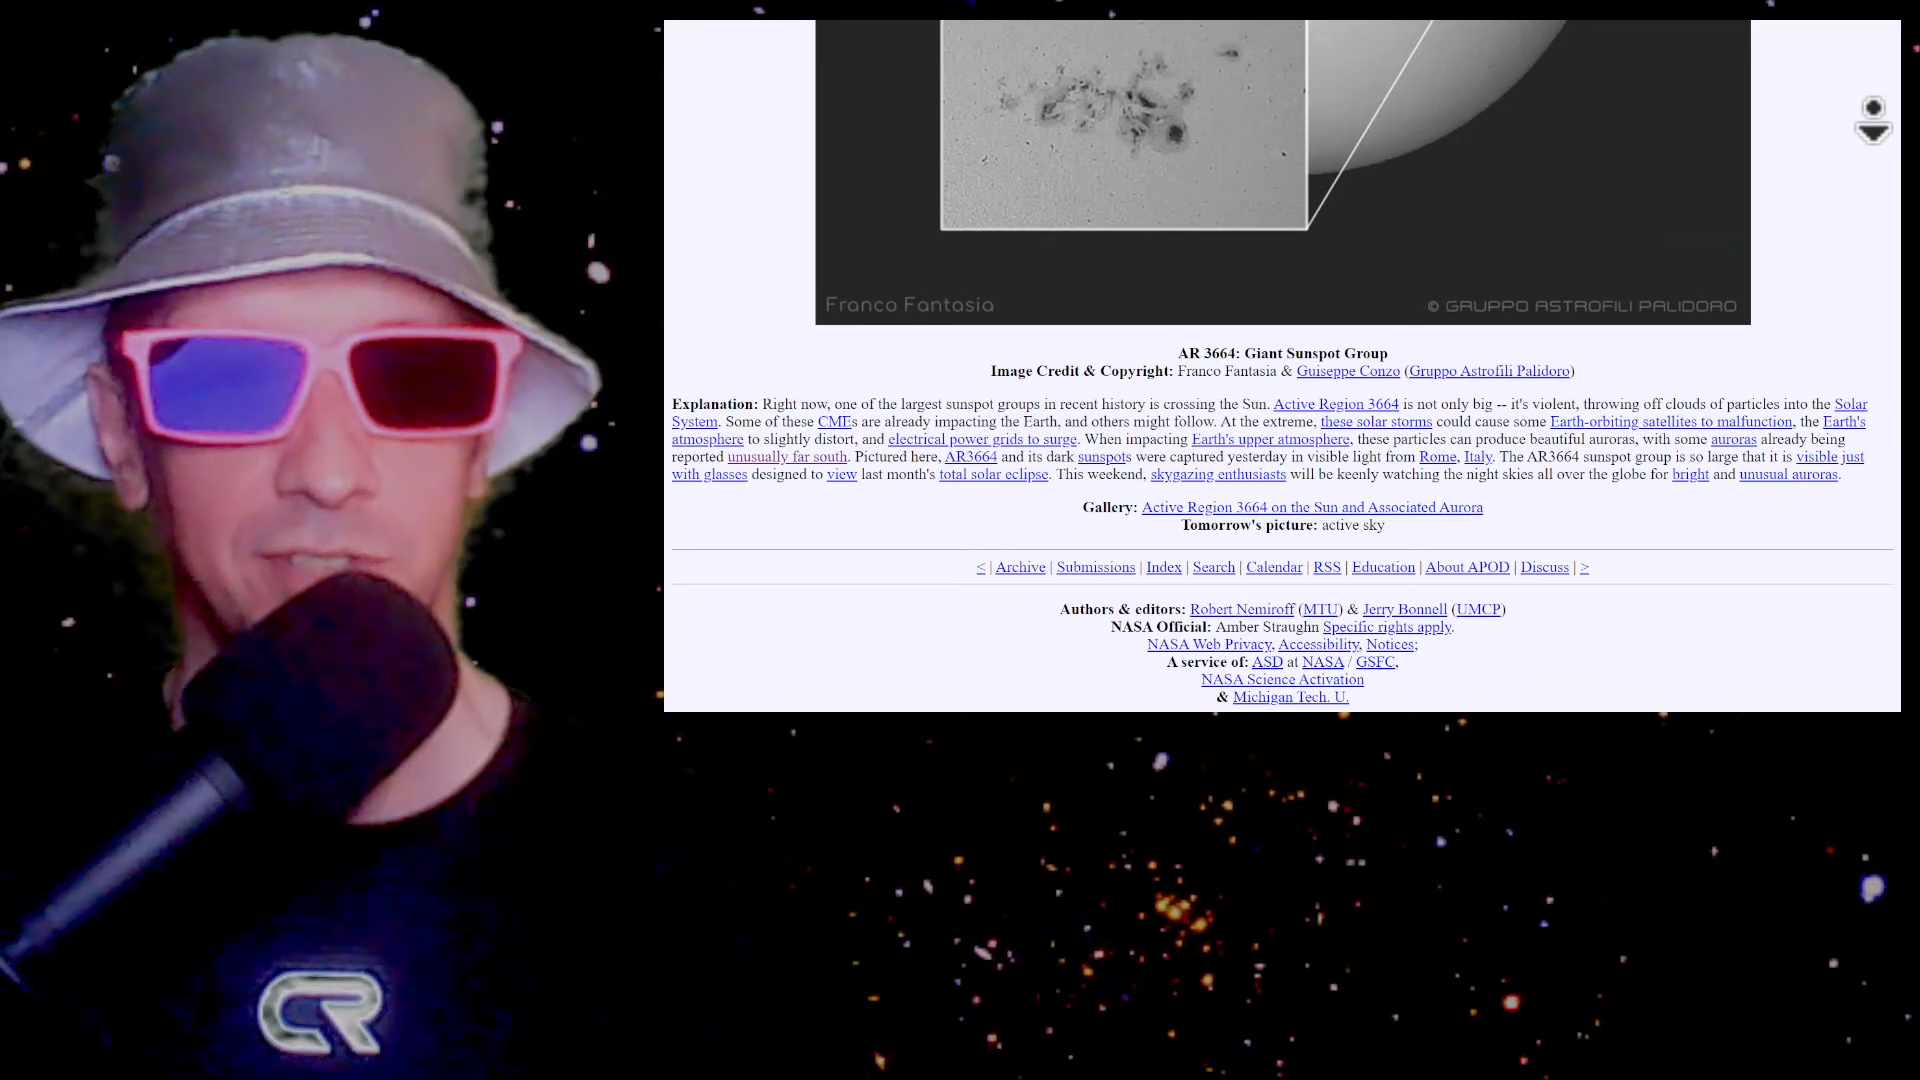 Franco Fantasia
© GRUPPO ASTROFILI PALIDORO
AR 3664: Giant Sunspot Group
Image Credit & Copyright: Franco Fantasia & Guiseppe Conzo (Gruppo Astrofili Palidoro)
Explanation: Right now, one of the largest sunspot groups in recent history is crossing the Sun. Active Region 3664 is not only big -- it's violent, throwing off clouds of particles into the Solar
System. Some of these CMEs are already impacting the Earth, and others might follow. At the extreme, these solar storms could cause some Earth-orbiting satellites to malfunction, the Earth's
atmosphere to slightly distort, and electrical power grids to surge. When impacting Earth's upper atmosphere, these particles can produce beautiful auroras, with some auroras already being
reported unusually far south. Pictured here, AR3664 and its dark sunspots were captured yesterday in visible light from Rome, Italy. The AR3664 sunspot group is so large that it is visible just
with glasses designed to view last month's total solar eclipse. This weekend, skygazing enthusiasts will be keenly watching the night skies all over the globe for bright and unusual auroras.
Gallery: Active Region 3664 on the Sun and Associated Aurora
Tomorrow's picture: active sky
< | Archive | Submissions | Index | Search | Calendar | RSS | Education | About APOD | Discuss | >
Authors & editors: Robert Nemiroff (MTU) & Jerry Bonnell (UMCP)
NASA Official: Amber Straughn Specific rights apply.
NASA Web Privacy, Accessibility, Notices;
A service of: ASD at NASA / GSFC,
NASA Science Activation
& Michigan Tech. U.
CR